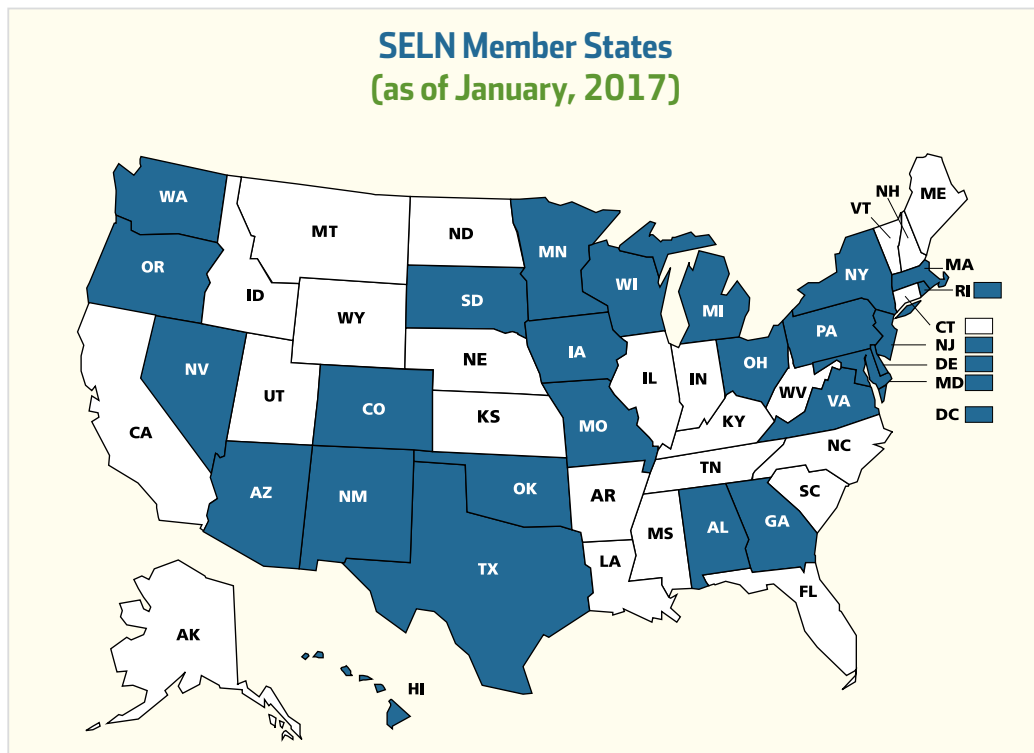 SELN Member States
(as of January, 2017)
WA
MT
ND
MN
NH
ME
VT
OR
ID
SD
WI
MI
NY
MA
RI
WY
CT
NV
NE
IA
PA
NJ
OH
DE
UT
CO
IL
IN
WV
MD
VA
CA
KS
MO
KY
DC
NC
TN
AZ
NM
OK
AR
SC
MS
AL
GA
TX
LA
FL
AK
HI